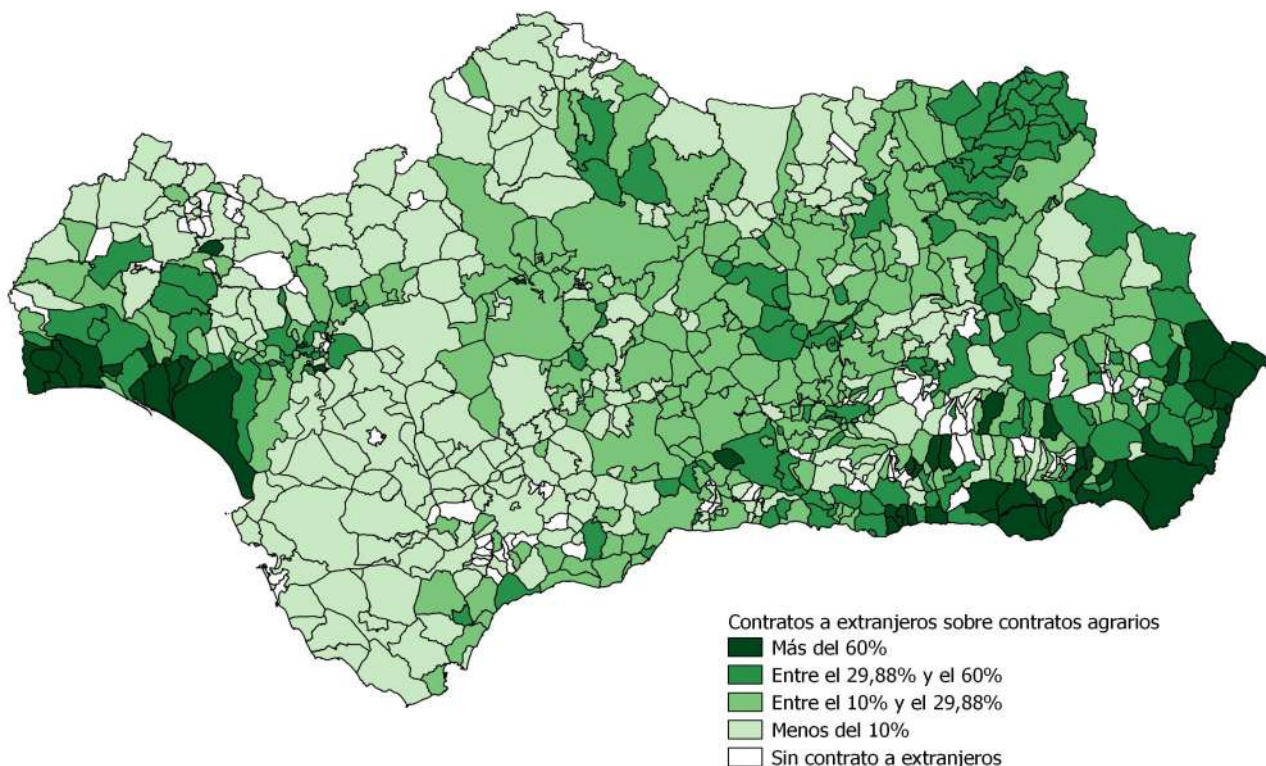 Contratos a extranjeros sobre contratos agrarios
Más del 60%
Entre el 29,88% y el 60%
Entre el 10% y el 29,88%
Menos del 10%
Sin contrato a extranjeros